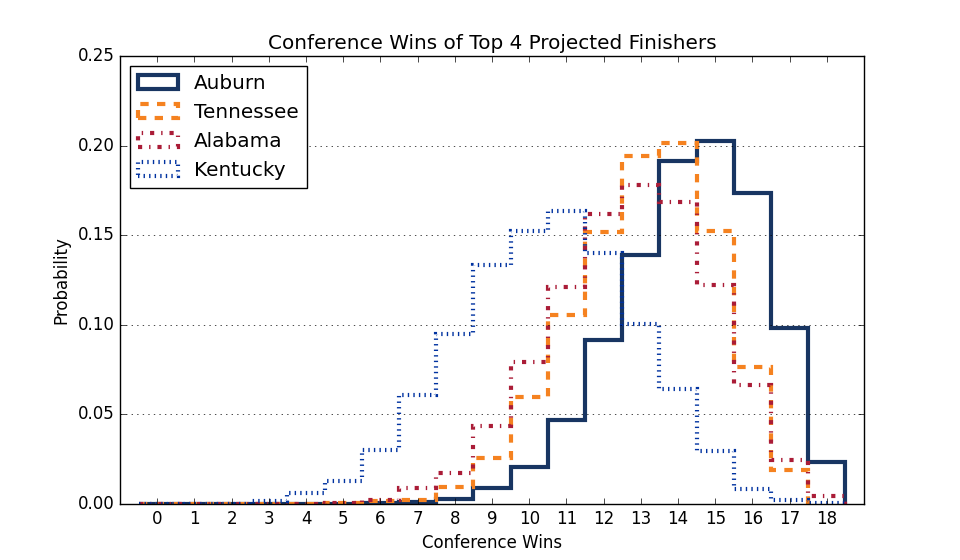 Conference Wins of Top 4 Projected Finishers
0.25
0.20
0.15
0.10
0.05
0.00
Probability
Auburn
Tennessee
Alabama
Kentucky
0 1 2 3 4 5 6 7 8 9 10 11 12 13 14 15 16 17 18
Conference Wins